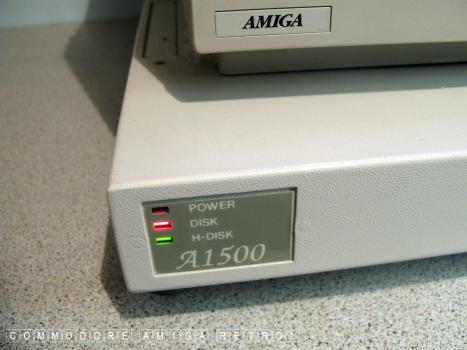 AMIGA
POWER
DISK
H-DISK
A1500
COMMODORE AMIGA RETRO